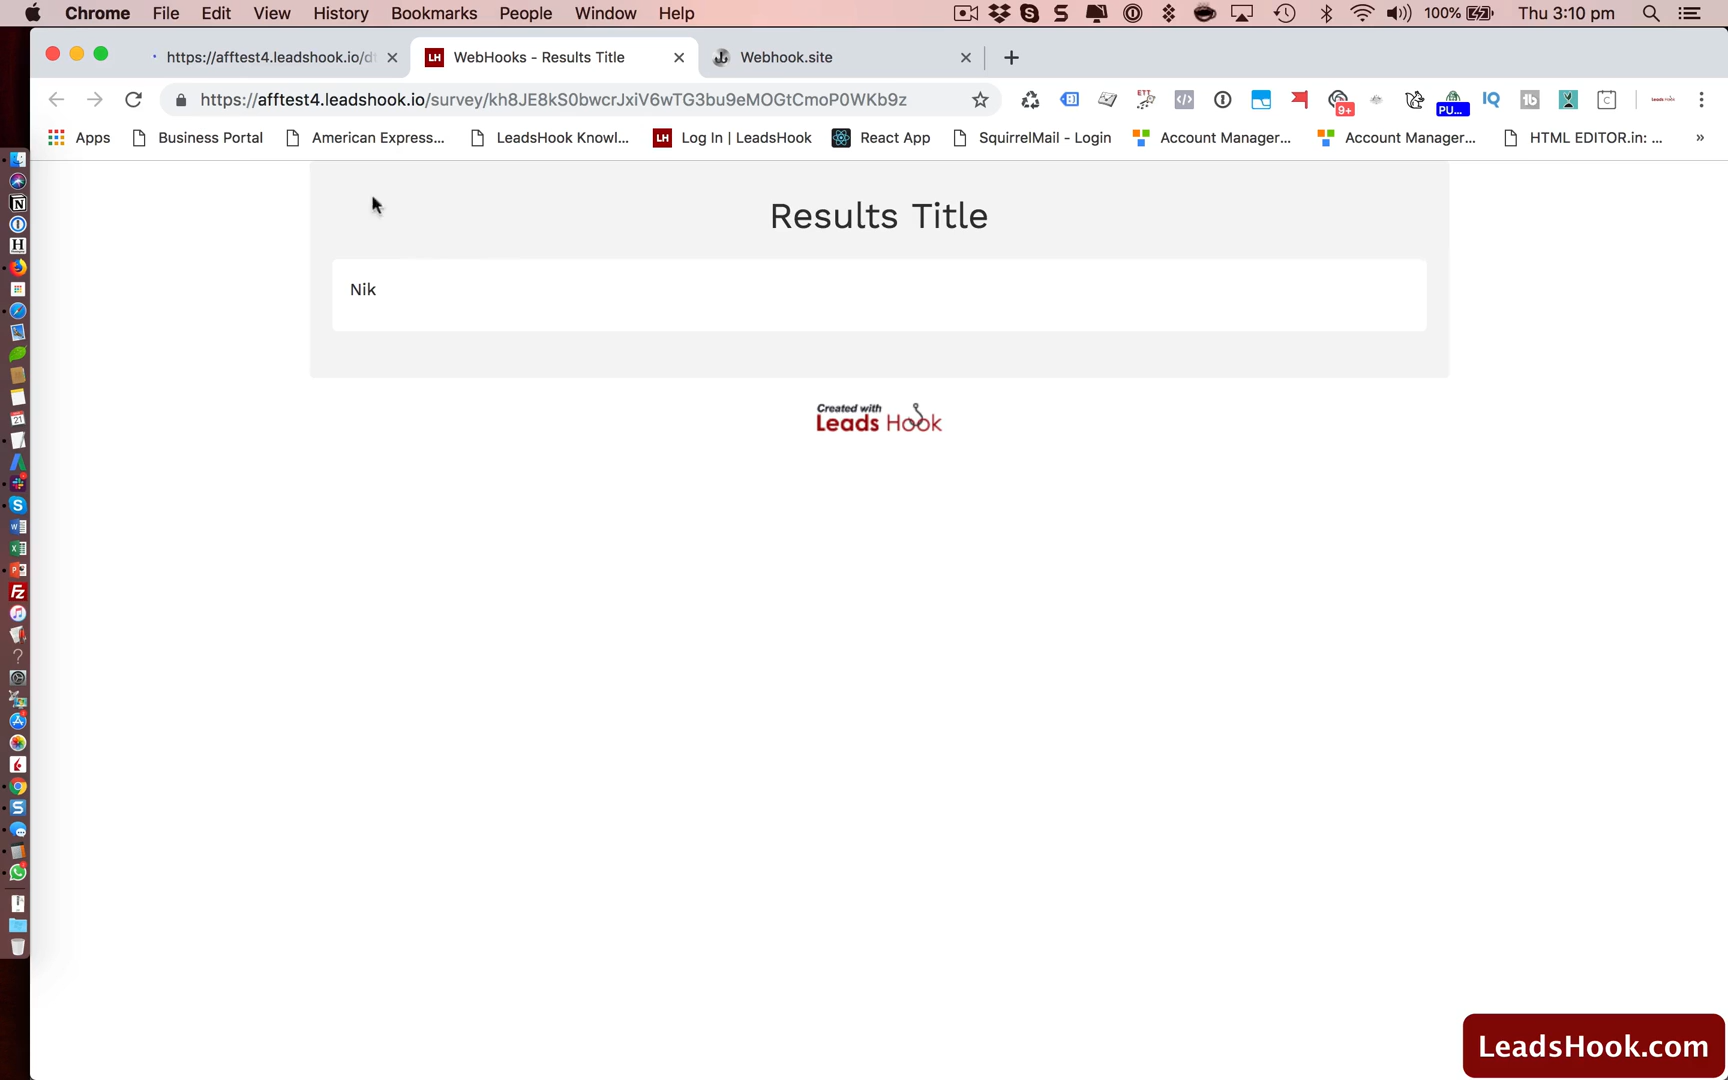 Chrome File Edit View History Bookmarks People Window Help 100% Thu 3:10 pm
https://afftest4.leadshook.io/dt WebHooks - Results Title Webhook.site
https://afftest4.leadshook.io/survey/kh8JE8kS0bwcrJxiV6wTG3bu9eMOGtCmoP0WKb9z
Apps Business Portal American Express... LeadsHook Knowl... LH Log In | LeadsHook React App SquirrelMail - Login Account Manager... Account Manager... HTML EDITOR.in: ... »
Results Title
Nik
Created with
Leads Hook
LeadsHook.com